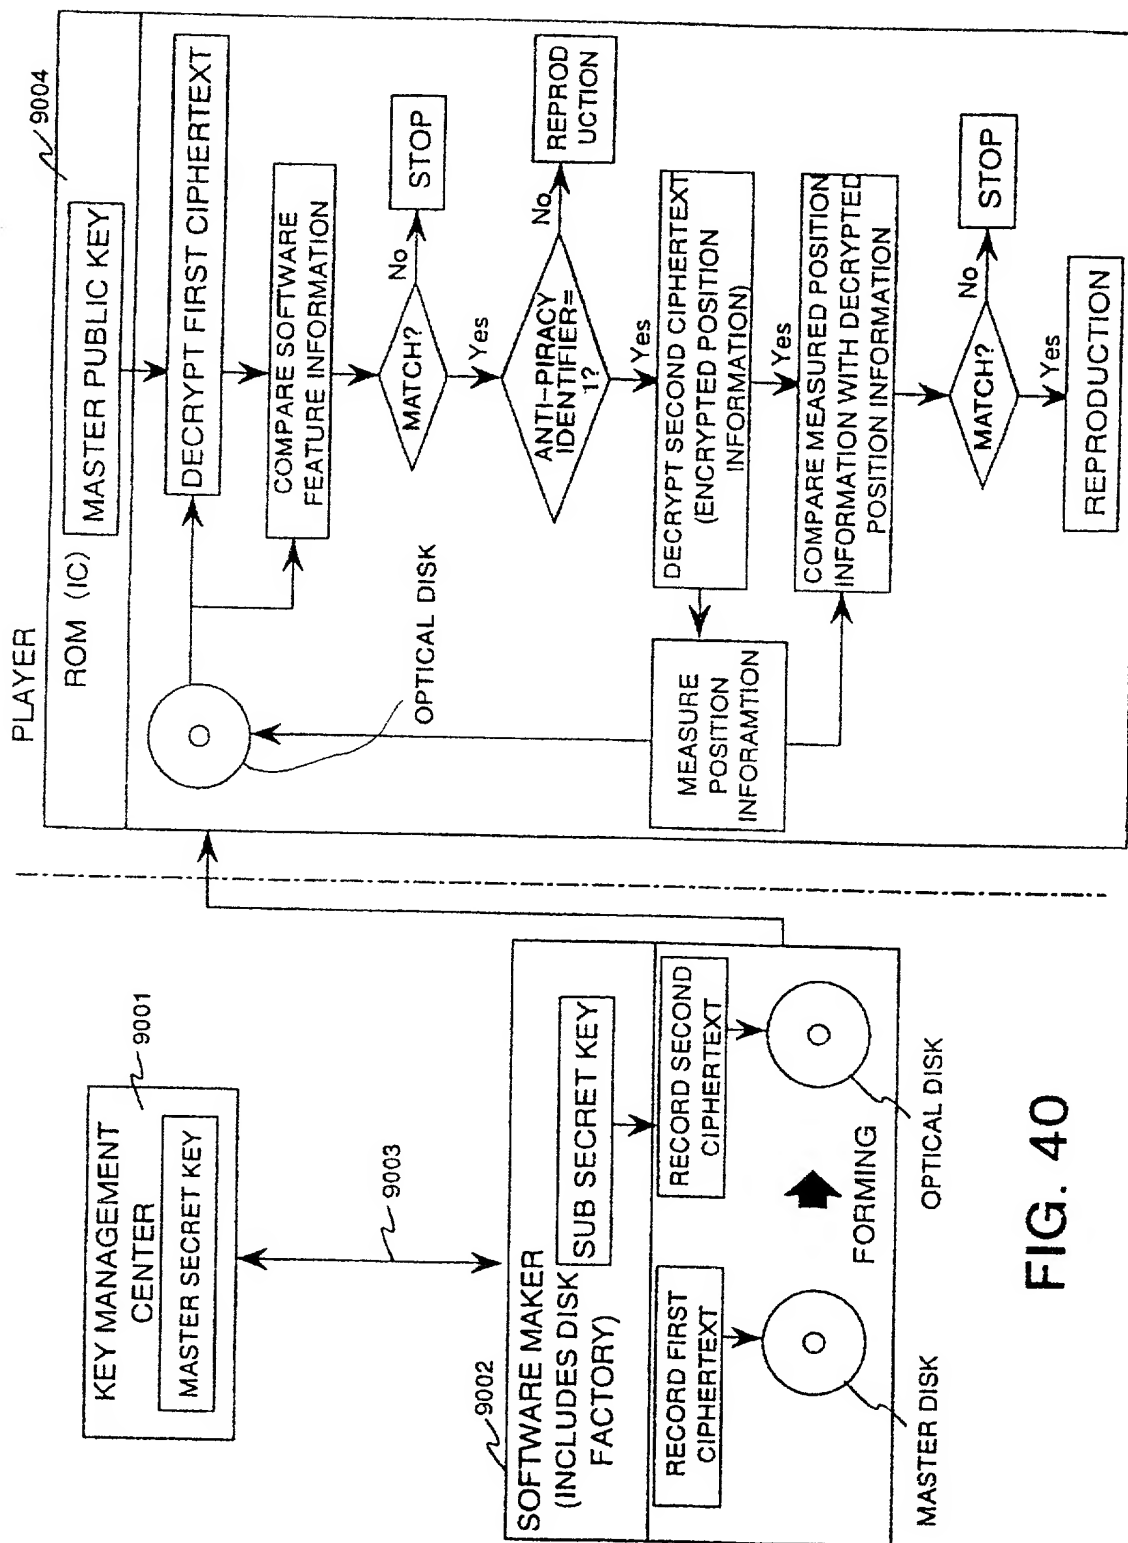 KEY MANAGEMENT
CENTER
MASTER SECRET KEY
9001
9003
9002
SOFTWARE MAKER
(INCLUDES DISK
FACTORY)
SUB SECRET KEY
RECORD FIRST
CIPHERTEXT
RECORD SECOND
CIPHERTEXT
FORMING
MASTER DISK
OPTICAL DISK
PLAYER
9004
ROM (IC)
MASTER PUBLIC KEY
DECRYPT FIRST CIPHERTEXT
COMPARE SOFTWARE
FEATURE INFORMATION
OPTICAL DISK
MATCH?
No
STOP
Yes
ANTI-PIRACY
IDENTIFIER=
1?
No
REPROD
UCTION
Yes
DECRYPT SECOND CIPHERTEXT
(ENCRYPTED POSITION
INFORMATION)
MEASURE
POSITION
INFORAMTION
Yes
COMPARE MEASURED POSITION
INFORMATION WITH DECRYPTED
POSITION INFORMATION
MATCH?
No
STOP
Yes
REPRODUCTION
FIG. 40